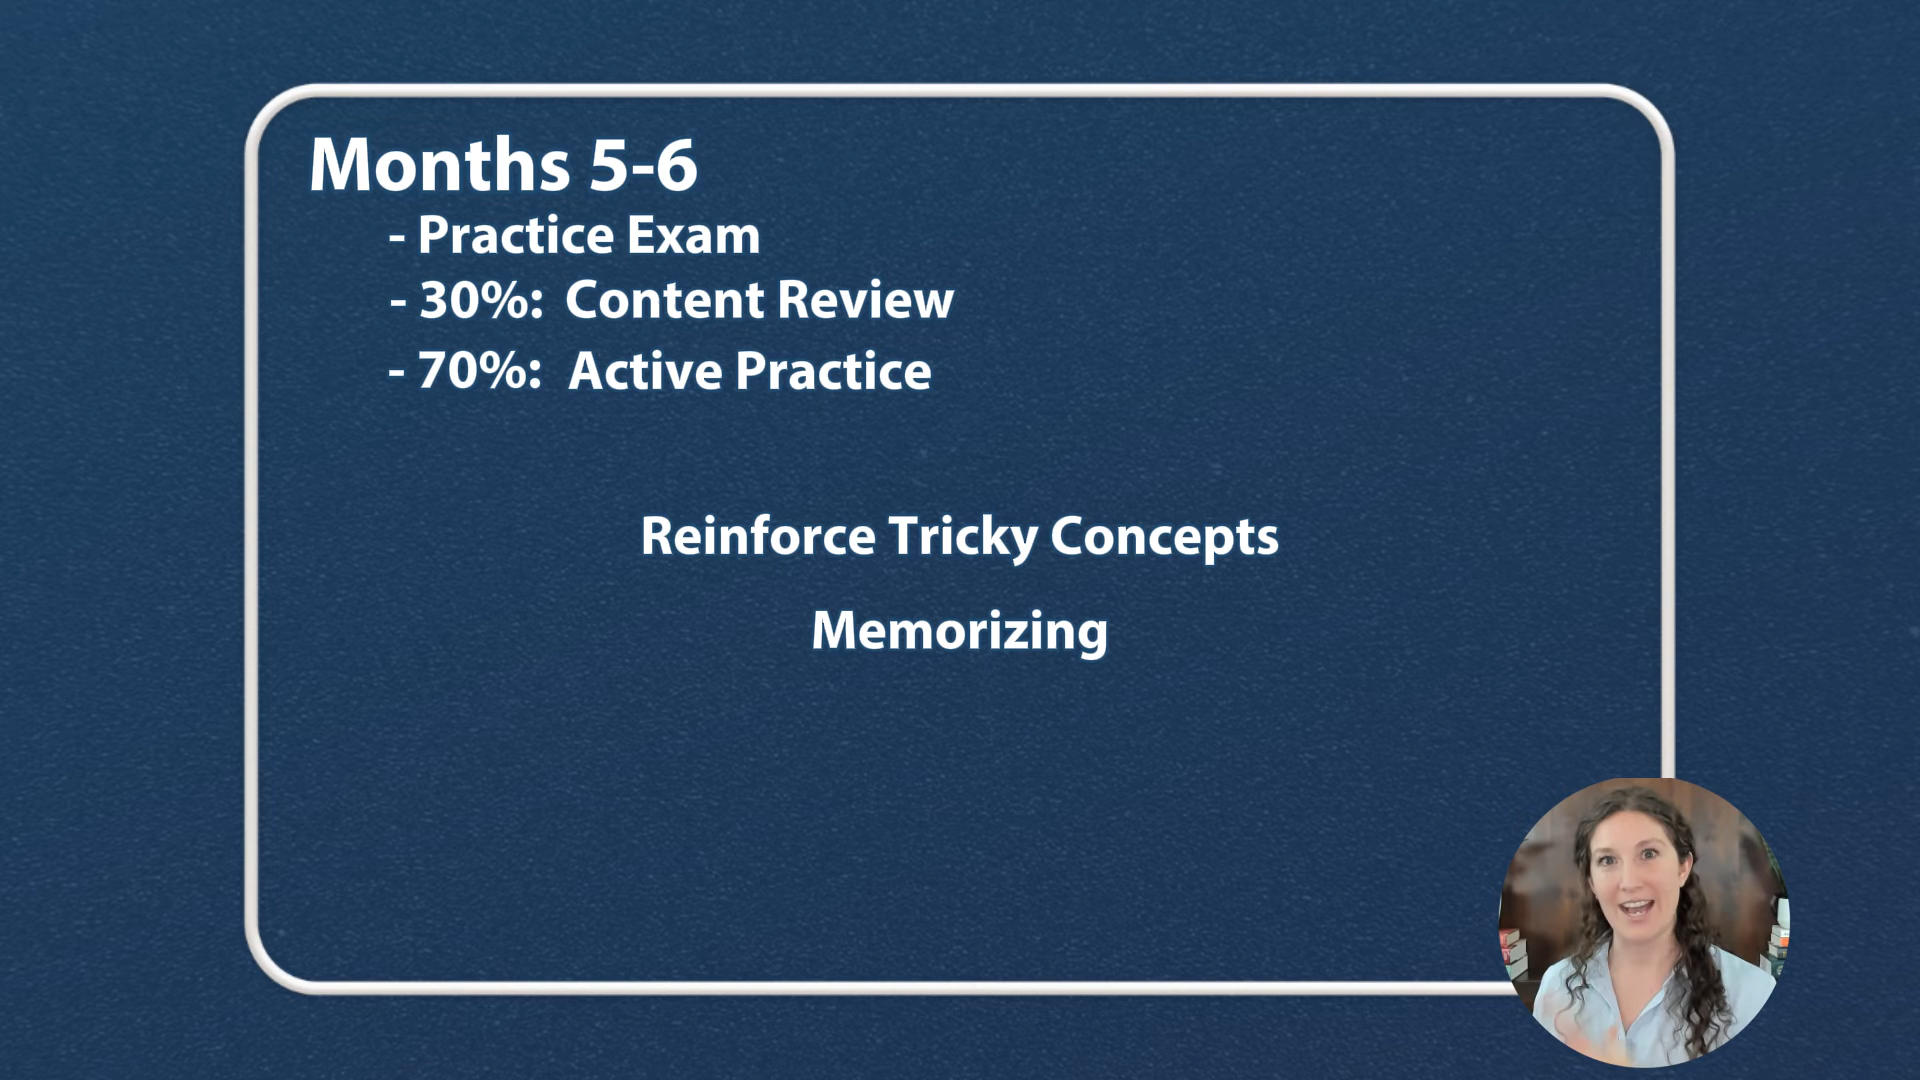 Months 5-6
- Practice Exam
- 30%: Content Review
- 70%: Active Practice
Reinforce Tricky Concepts
Memorizing